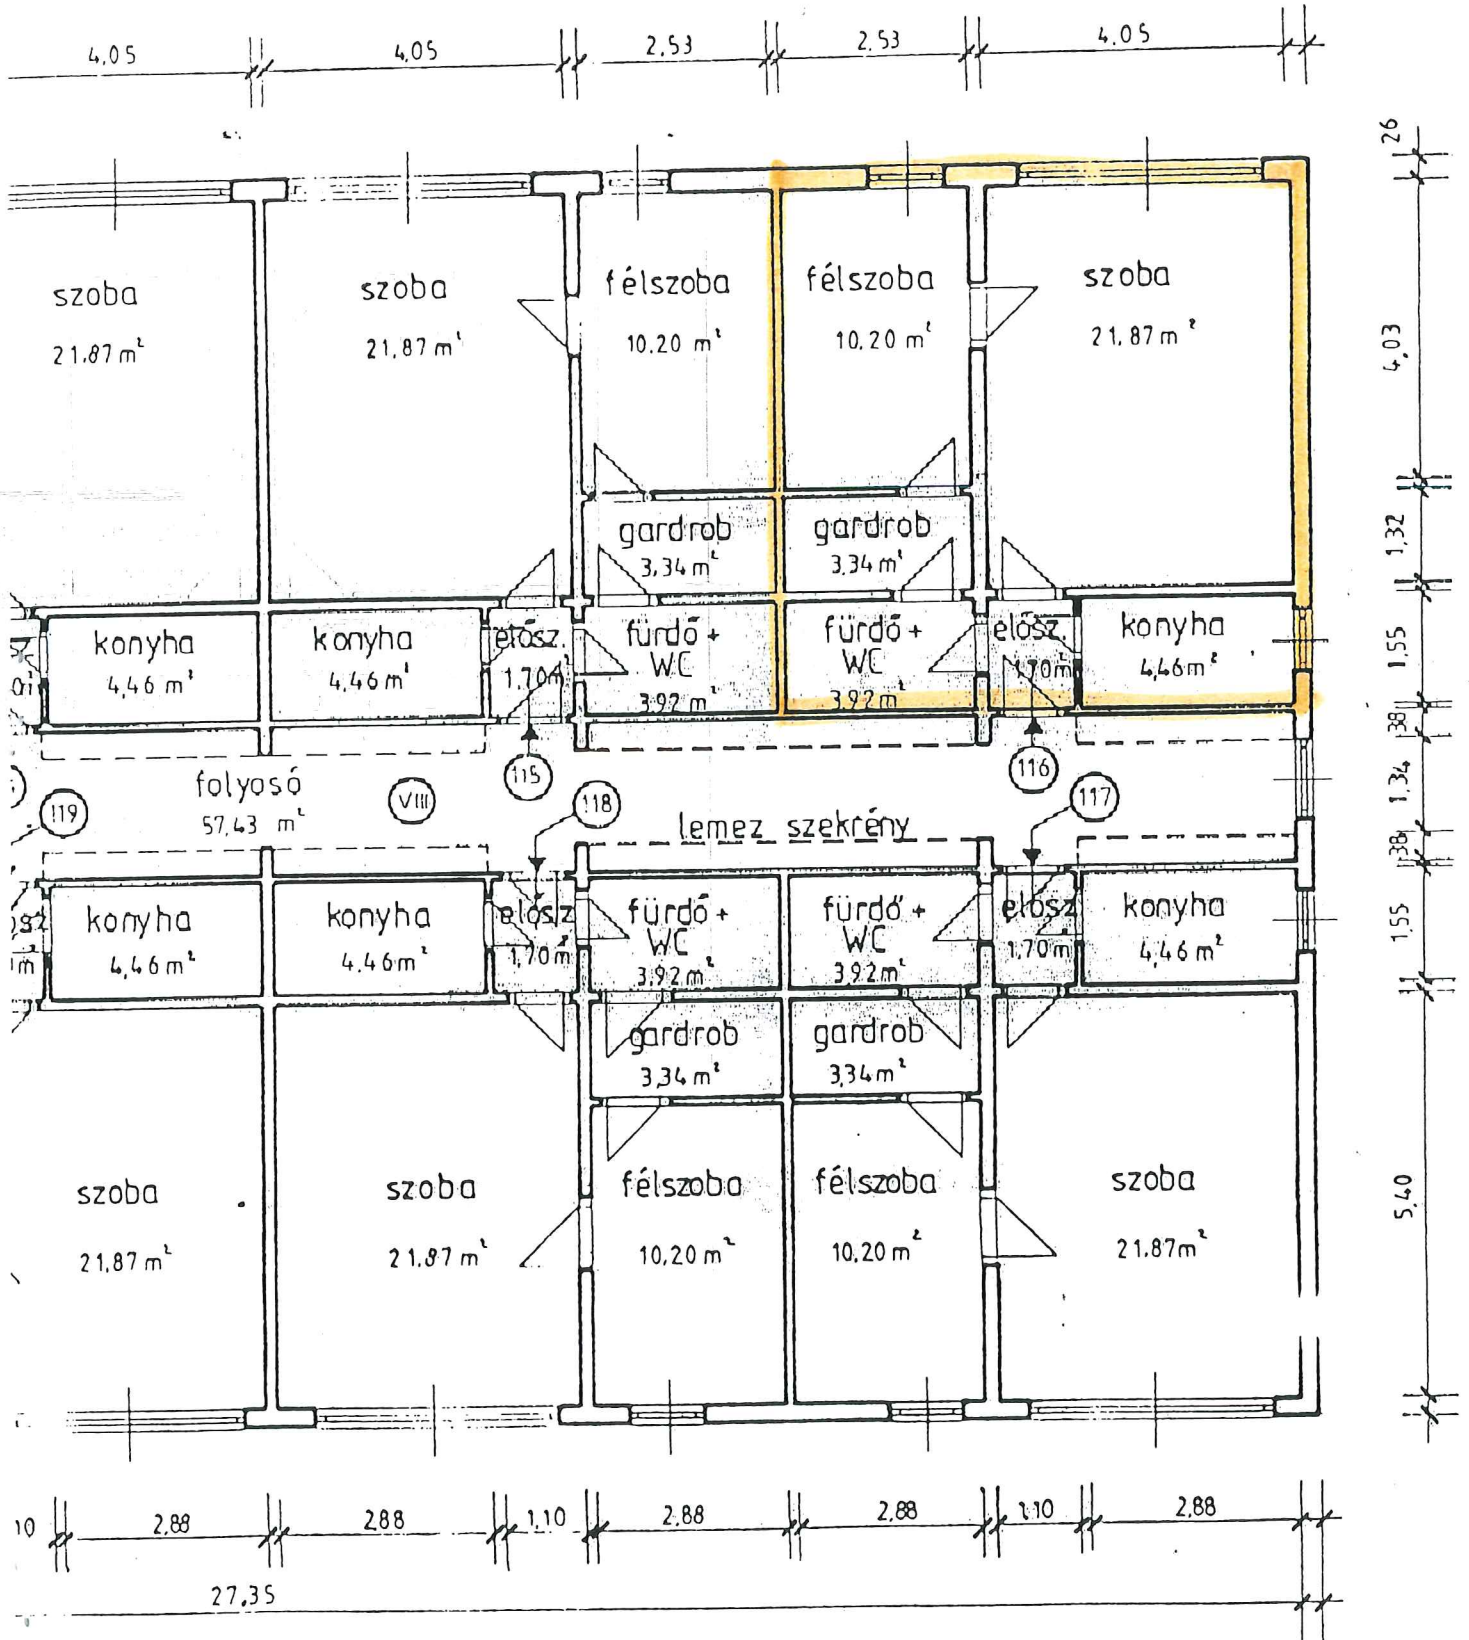 4.05
4.05
2.53
2.53
4.05
26
szoba
21.87 m²
szoba
21.87 m²
félszoba
10.20 m²
félszoba
10.20 m²
szoba
21.87 m²
4.03
gardrob
3,34 m²
gardrob
3,34 m²
1,32
konyha
4,46 m²
konyha
4,46 m²
elősz.
1,70 m²
fürdő +
WC
3.92 m²
fürdő +
WC
3.92 m²
elősz.
1,70 m²
konyha
4,46 m²
1,55
38
folyosó
57,43 m²
VIII
115
116
1.34
119
118
117
lemez szekrény
38
konyha
4,46 m²
konyha
4.46 m²
elősz
1,70 m²
fürdő +
WC
3.92 m²
fürdő +
WC
3.92 m²
elősz
1,70 m²
konyha
4,46 m²
1,55
11
gardrob
3,34 m²
gardrob
3,34 m²
szoba
21,87 m²
szoba
21.87 m²
félszoba
10,20 m²
félszoba
10.20 m²
szoba
21.87 m²
5,40
10
2,88
2.88
1,10
2.88
2.88
1.10
2.88
27,35